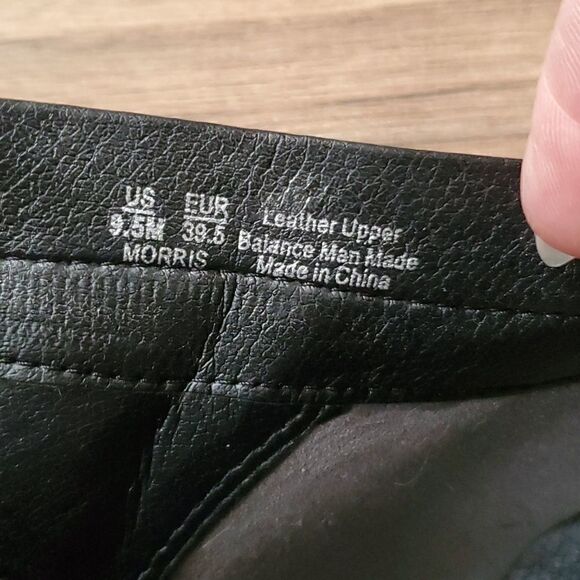 US EUR Leather Upper
9.5M 39.5 Balance Man Made
MORRIS Made in China